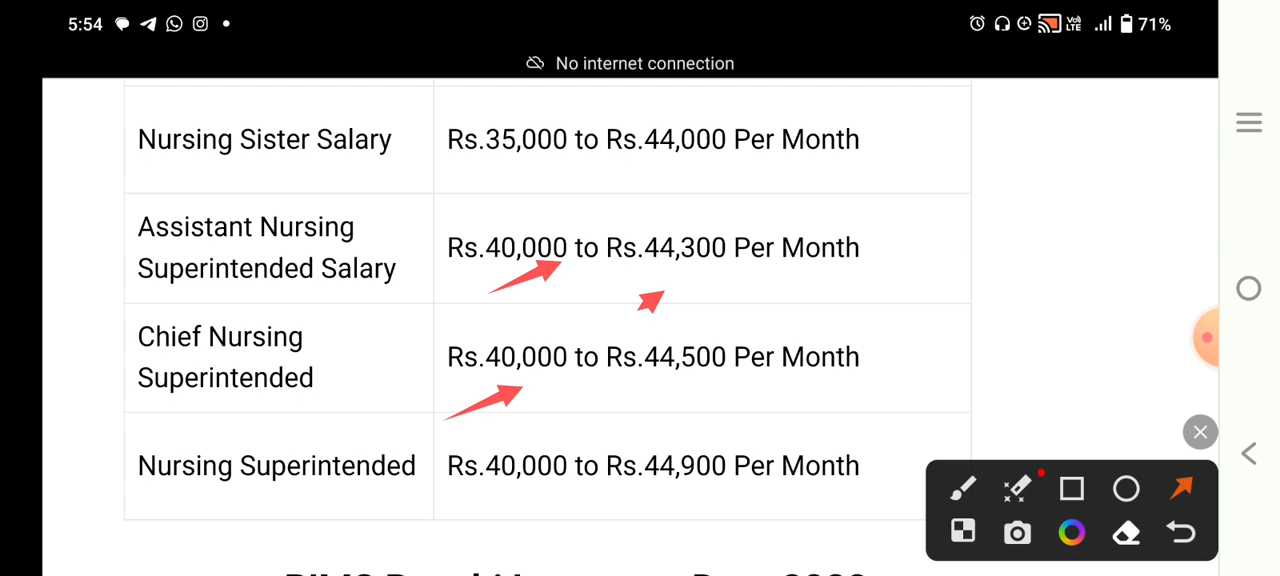 5:54
71%
No internet connection
Nursing Sister Salary
Rs.35,000 to Rs.44,000 Per Month
Assistant Nursing
Superintended Salary
Rs.40,000 to Rs.44,300 Per Month
Chief Nursing
Superintended
Rs.40,000 to Rs.44,500 Per Month
Nursing Superintended
Rs.40,000 to Rs.44,900 Per Month